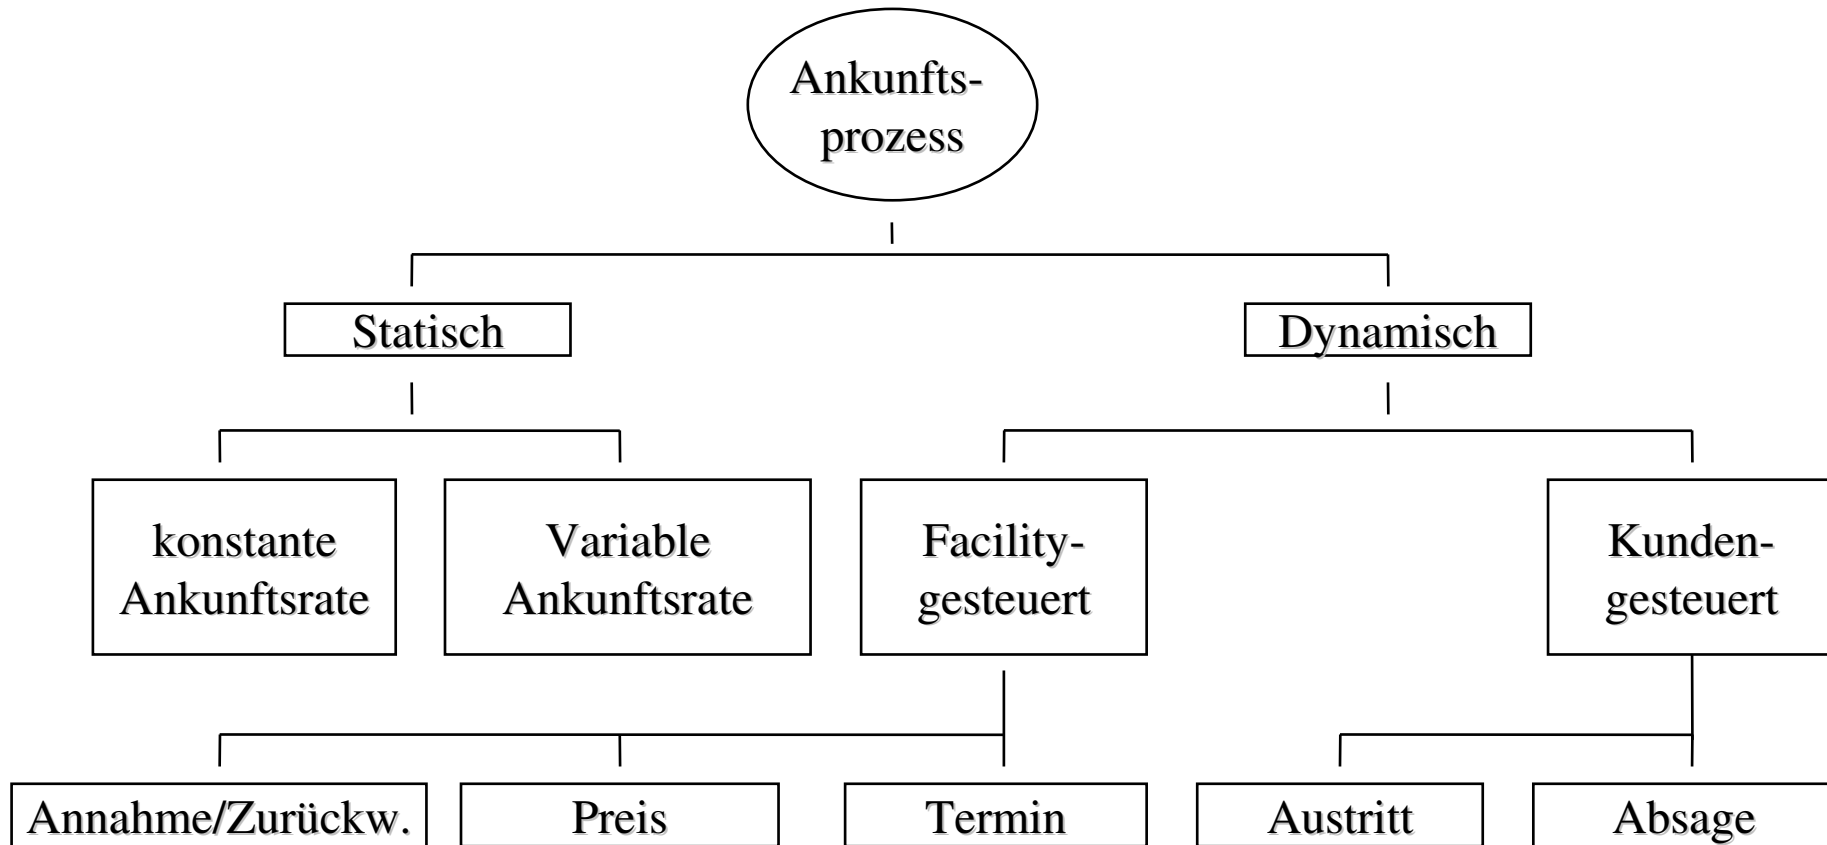 Ankunfts-
prozess
Statisch
Dynamisch
konstante
Ankunftsrate
Variable
Ankunftsrate
Facility-
gesteuert
Kunden-
gesteuert
Annahme/Zurückw.
Preis
Termin
Austritt
Absage